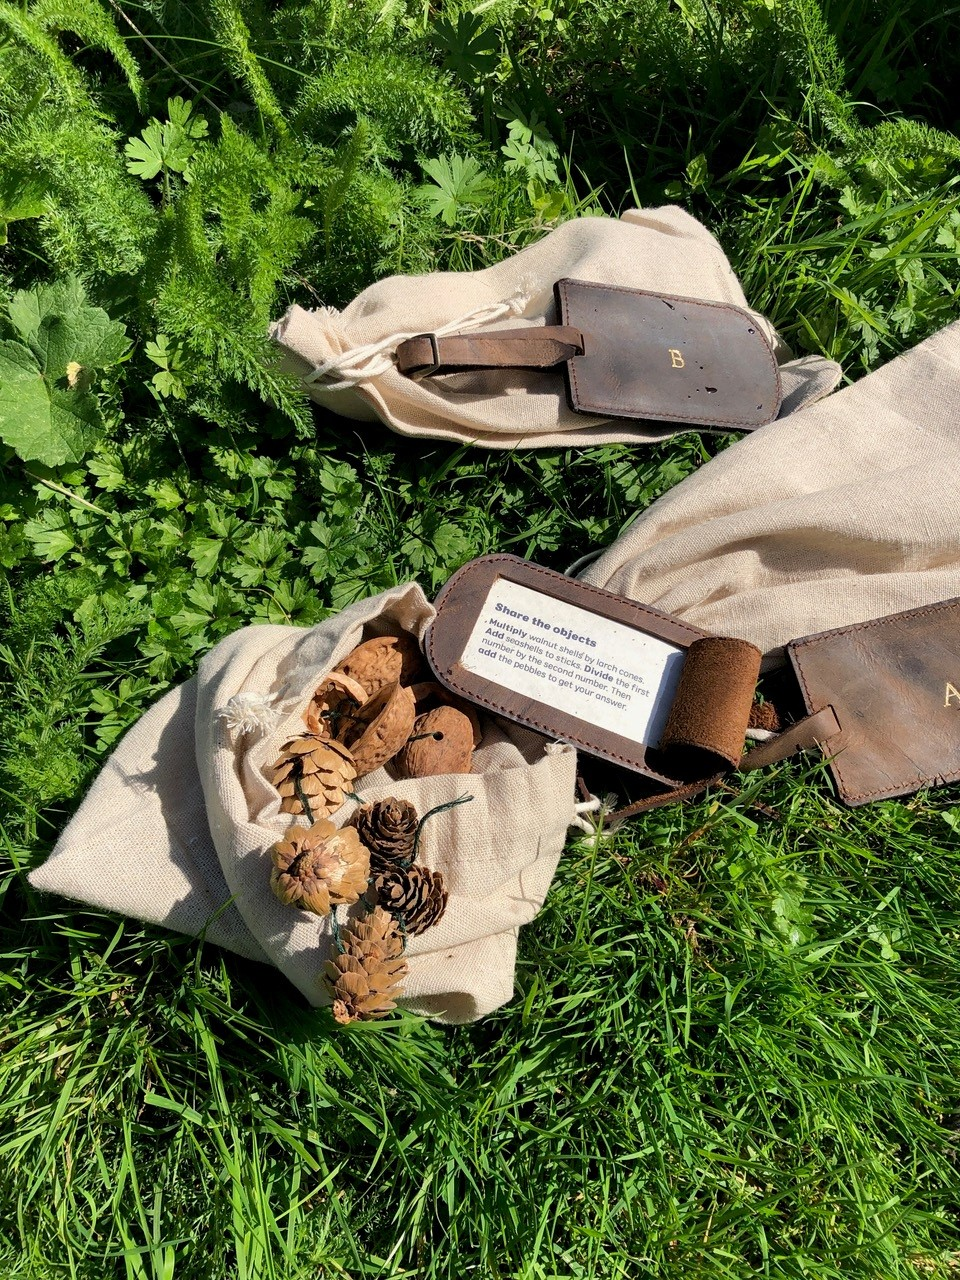 B
Share the objects
Multiply walnut shells by larch cones.
Add seashells to sticks. Divide the first
number by the second number. Then
add the pebbles to get your answer.
A